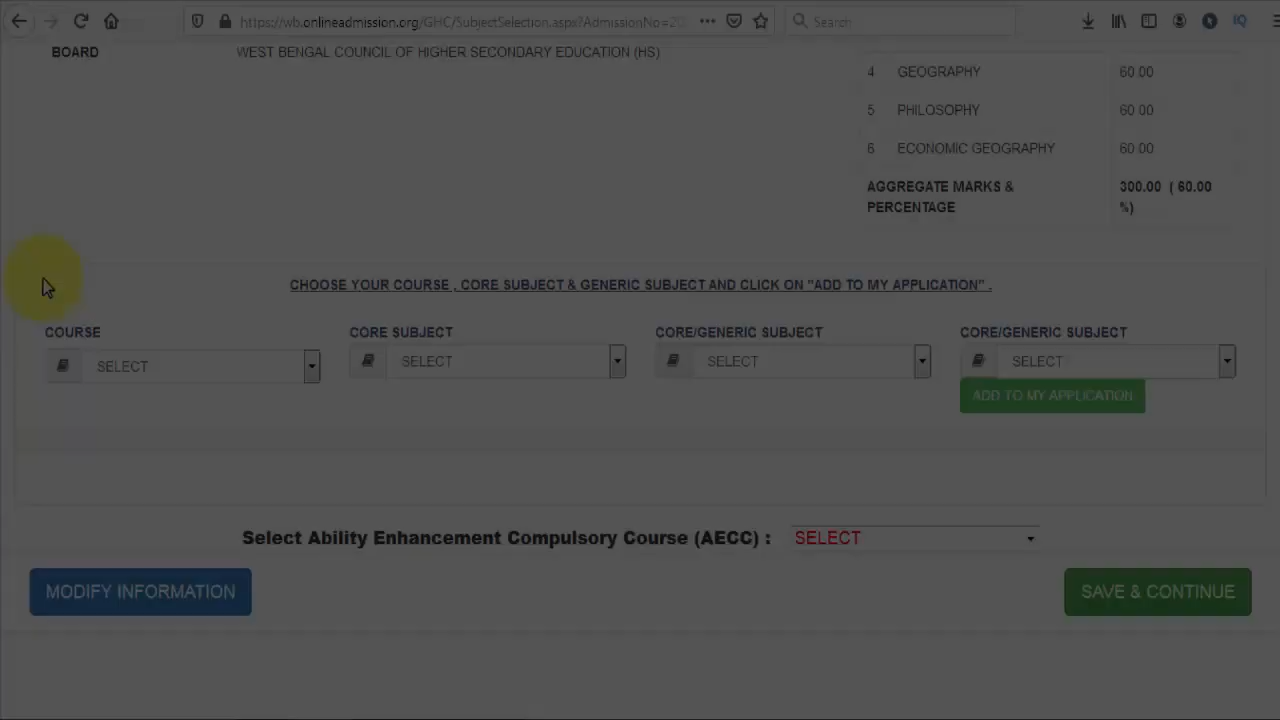 https://wb.onlineadmission.org/GHC/SubjectSelection.aspx?AdmissionNo=20
Search
BOARD WEST BENGAL COUNCIL OF HIGHER SECONDARY EDUCATION (HS)
4 GEOGRAPHY 60.00
5 PHILOSOPHY 60.00
6 ECONOMIC GEOGRAPHY 60.00
AGGREGATE MARKS & 300.00 ( 60.00
PERCENTAGE %)
CHOOSE YOUR COURSE , CORE SUBJECT & GENERIC SUBJECT AND CLICK ON "ADD TO MY APPLICATION" .
COURSE CORE SUBJECT CORE/GENERIC SUBJECT CORE/GENERIC SUBJECT
SELECT SELECT SELECT SELECT
ADD TO MY APPLICATION
Select Ability Enhancement Compulsory Course (AECC) : SELECT
MODIFY INFORMATION SAVE & CONTINUE